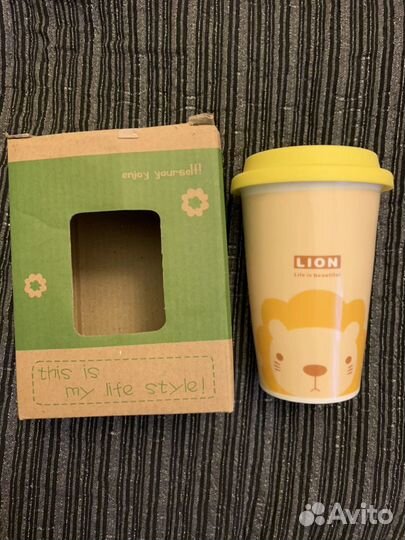 enjoy yourself!
LION
Life is beautiful
this is
my life style!
Avito